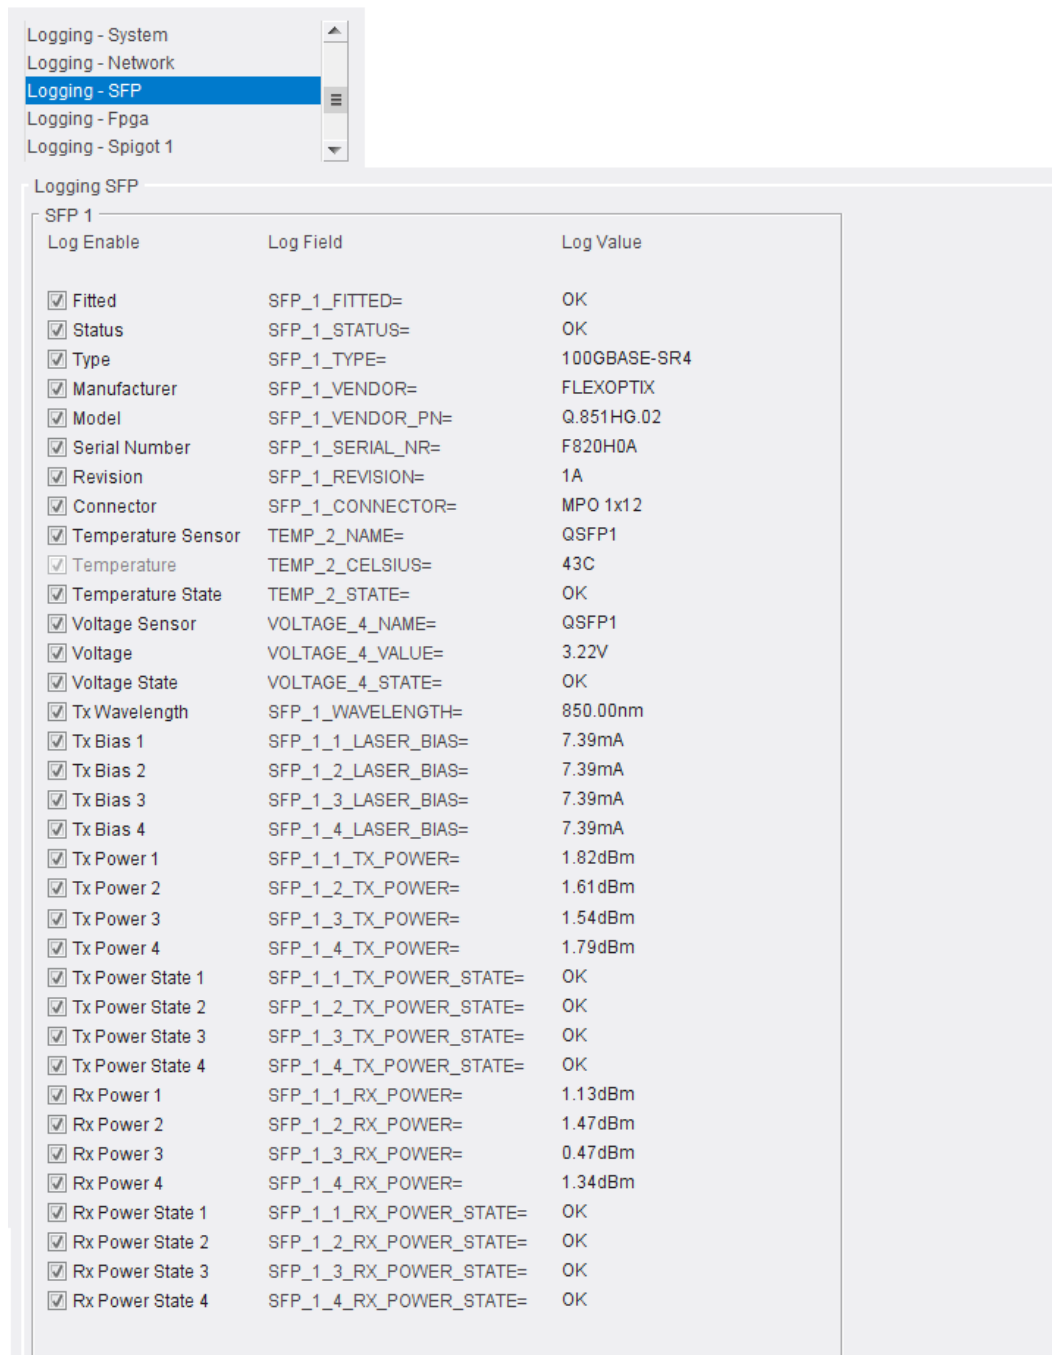 Logging - System
Logging - Network
Logging - SFP
Logging - Fpga
Logging - Spigot 1
Logging SFP
SFP 1
Log Enable Log Field Log Value
Fitted SFP_1_FITTED= OK
Status SFP_1_STATUS= OK
Type SFP_1_TYPE= 100GBASE-SR4
Manufacturer SFP_1_VENDOR= FLEXOPTIX
Model SFP_1_VENDOR_PN= Q.851HG.02
Serial Number SFP_1_SERIAL_NR= F820H0A
Revision SFP_1_REVISION= 1A
Connector SFP_1_CONNECTOR= MPO 1x12
Temperature Sensor TEMP_2_NAME= QSFP1
Temperature TEMP_2_CELSIUS= 43C
Temperature State TEMP_2_STATE= OK
Voltage Sensor VOLTAGE_4_NAME= QSFP1
Voltage VOLTAGE_4_VALUE= 3.22V
Voltage State VOLTAGE_4_STATE= OK
Tx Wavelength SFP_1_WAVELENGTH= 850.00nm
Tx Bias 1 SFP_1_1_LASER_BIAS= 7.39mA
Tx Bias 2 SFP_1_2_LASER_BIAS= 7.39mA
Tx Bias 3 SFP_1_3_LASER_BIAS= 7.39mA
Tx Bias 4 SFP_1_4_LASER_BIAS= 7.39mA
Tx Power 1 SFP_1_1_TX_POWER= 1.82dBm
Tx Power 2 SFP_1_2_TX_POWER= 1.61dBm
Tx Power 3 SFP_1_3_TX_POWER= 1.54dBm
Tx Power 4 SFP_1_4_TX_POWER= 1.79dBm
Tx Power State 1 SFP_1_1_TX_POWER_STATE= OK
Tx Power State 2 SFP_1_2_TX_POWER_STATE= OK
Tx Power State 3 SFP_1_3_TX_POWER_STATE= OK
Tx Power State 4 SFP_1_4_TX_POWER_STATE= OK
Rx Power 1 SFP_1_1_RX_POWER= 1.13dBm
Rx Power 2 SFP_1_2_RX_POWER= 1.47dBm
Rx Power 3 SFP_1_3_RX_POWER= 0.47dBm
Rx Power 4 SFP_1_4_RX_POWER= 1.34dBm
Rx Power State 1 SFP_1_1_RX_POWER_STATE= OK
Rx Power State 2 SFP_1_2_RX_POWER_STATE= OK
Rx Power State 3 SFP_1_3_RX_POWER_STATE= OK
Rx Power State 4 SFP_1_4_RX_POWER_STATE= OK